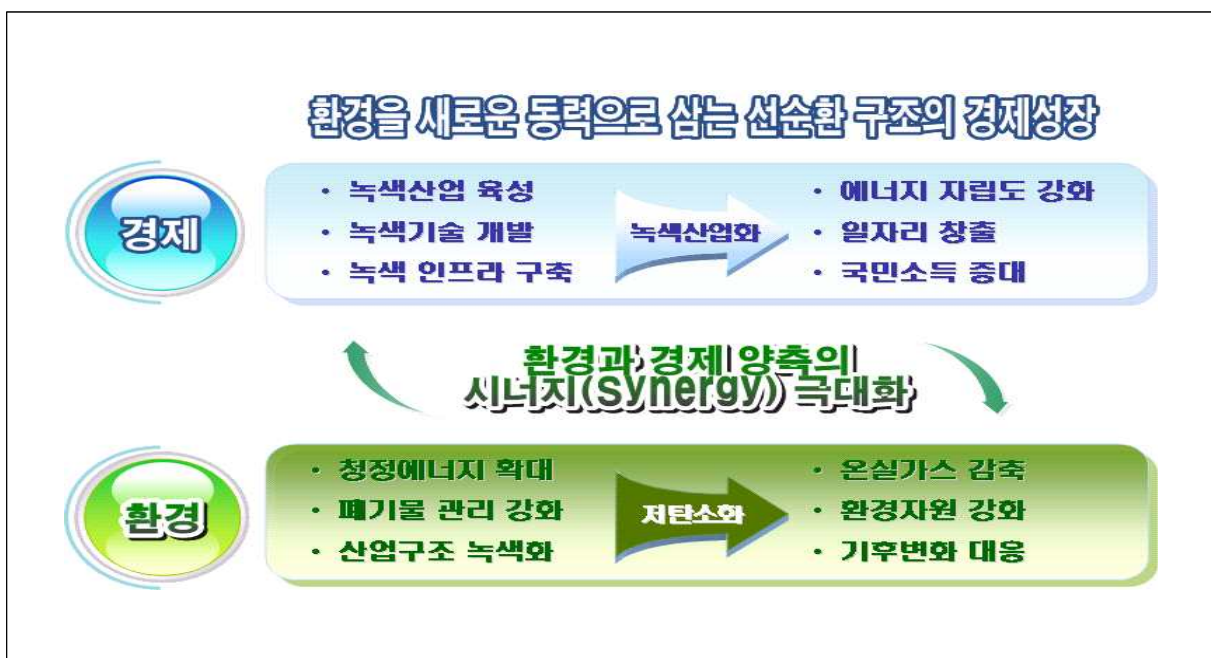 환경을 새로운 동력으로 삼는 선순환 구조의 경제성장
경제
• 녹색산업 육성
• 녹색기술 개발
• 녹색 인프라 구축
녹색산업화
• 에너지 자립도 강화
• 일자리 창출
• 국민소득 증대
환경과 경제 양축의
시너지(Synergy) 극대화
환경
• 청정에너지 확대
• 폐기물 관리 강화
• 산업구조 녹색화
저탄소화
• 온실가스 감축
• 환경자원 강화
• 기후변화 대응